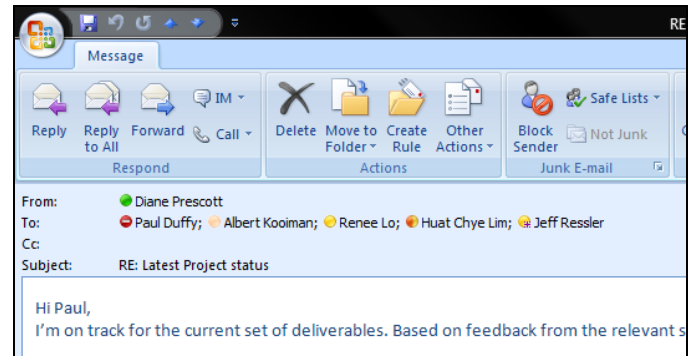 RE
Message
Reply
Reply to All
Forward
IM
Call
Respond
Delete
Move to Folder
Create Rule
Other Actions
Actions
Block Sender
Safe Lists
Not Junk
Junk E-mail
From: Diane Prescott
To: Paul Duffy; Albert Kooiman; Renee Lo; Huat Chye Lim; Jeff Ressler
Cc:
Subject: RE: Latest Project status
Hi Paul,
I'm on track for the current set of deliverables. Based on feedback from the relevant s